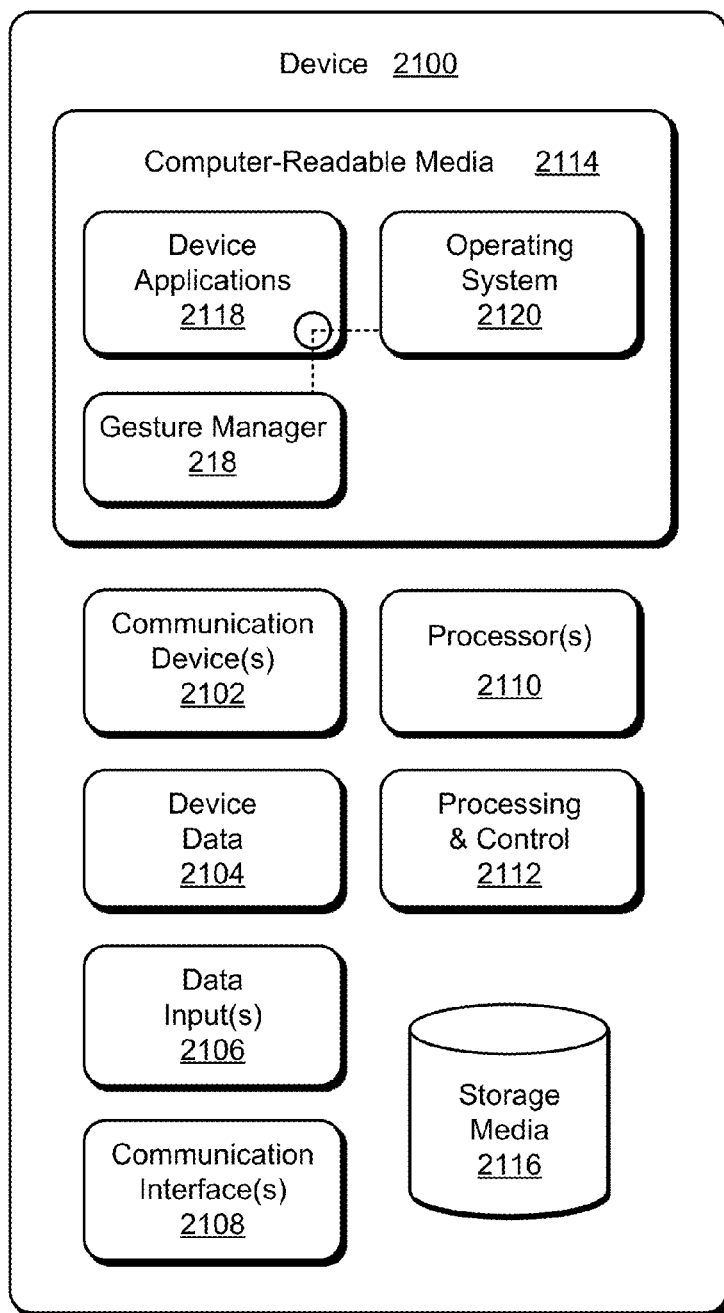 Device 2100
Computer-Readable Media 2114
Device
Applications
2118
Operating
System
2120
Gesture Manager
218
Communication
Device(s)
2102
Processor(s)
2110
Device
Data
2104
Processing
& Control
2112
Data
Input(s)
2106
Storage
Media
2116
Communication
Interface(s)
2108